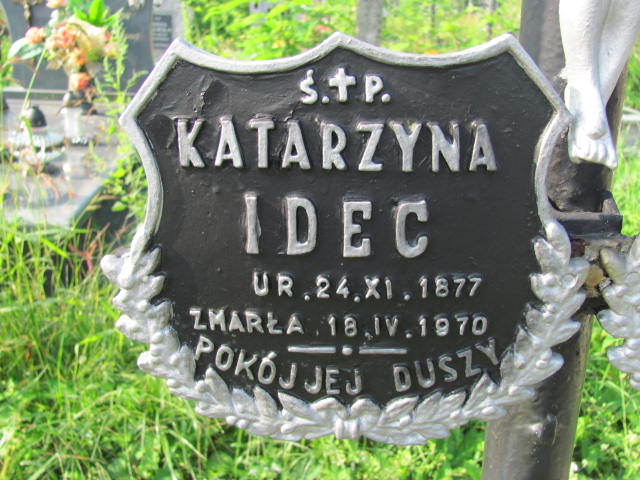 Ś.†P.
KATARZYNA
IDEC
UR. 24. XI. 1877
ZMARŁA 18. IV. 1970
POKÓJ JEJ DUSZY